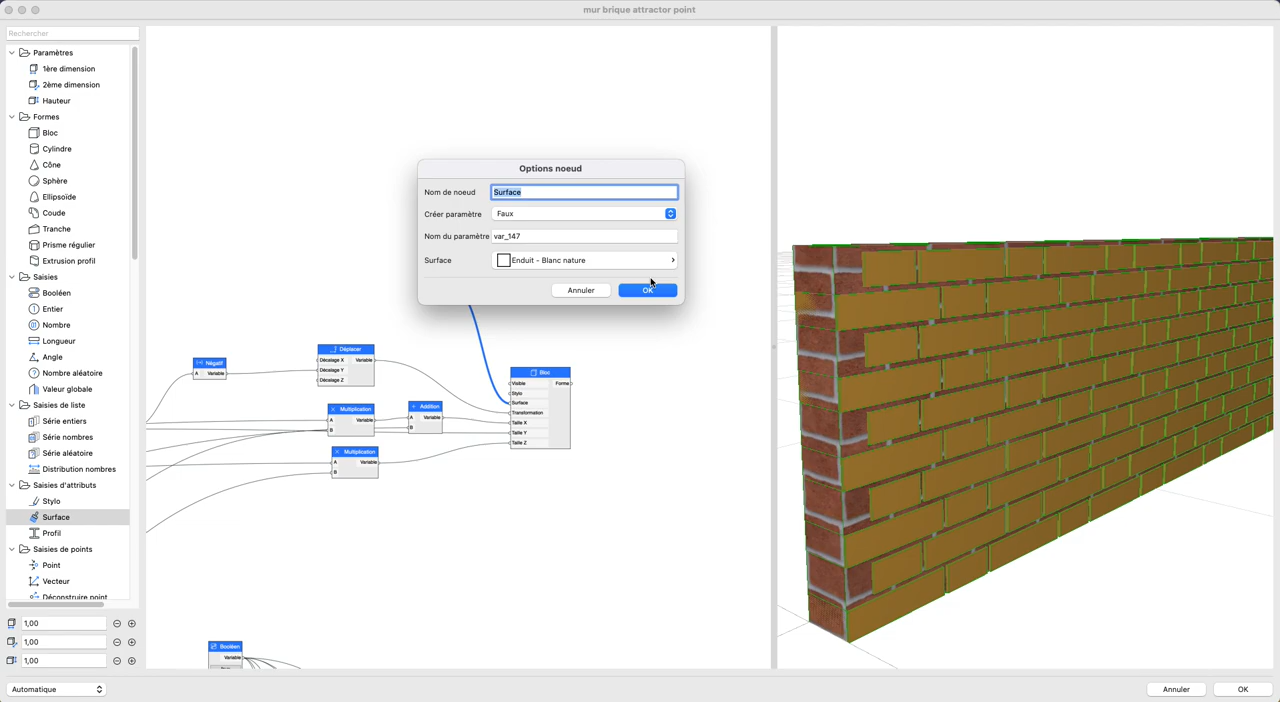 mur brique attractor point
Rechercher
Paramètres
1ère dimension
2ème dimension
Hauteur
Formes
Bloc
Cylindre
Cône
Sphère
Ellipsoïde
Coude
Tranche
Prisme régulier
Extrusion profil
Saisies
Booléen
Entier
Nombre
Longueur
Angle
Nombre aléatoire
Valeur globale
Saisies de liste
Série entiers
Série nombres
Série aléatoire
Distribution nombres
Saisies d'attributs
Stylo
Surface
Profil
Saisies de points
Point
Vecteur
Déconstruire point
1,00
1,00
1,00
Automatique
Options noeud
Nom de noeud Surface
Créer paramètre Faux
Nom du paramètre var_147
Surface Enduit - Blanc nature
Annuler OK
Négatif
A Variable
Déplacer
Décalage X Variable
Décalage Y
Décalage Z
Multiplication
A Variable
B
Addition
A Variable
B
Multiplication
A Variable
B
Bloc
Visible Forme
Stylo
Surface
Transformation
Taille X
Taille Y
Taille Z
Booléen
Variable
Annuler OK